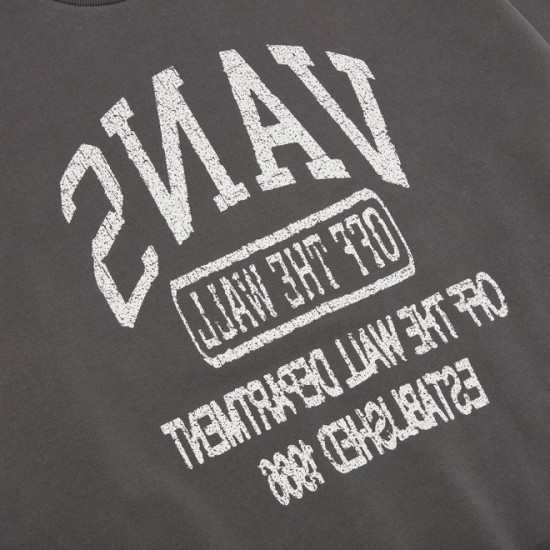 VANS
OFF THE WALL
OFF THE WALL DEPARTMENT
ESTABLISHED 1966